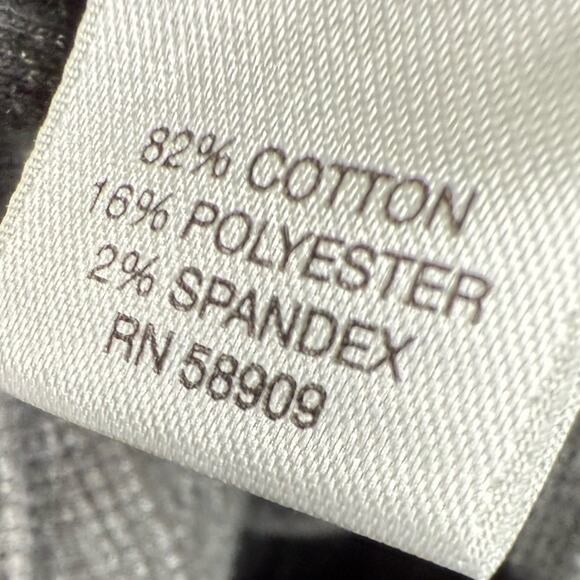 82% COTTON
16% POLYESTER
2% SPANDEX
RN 58909